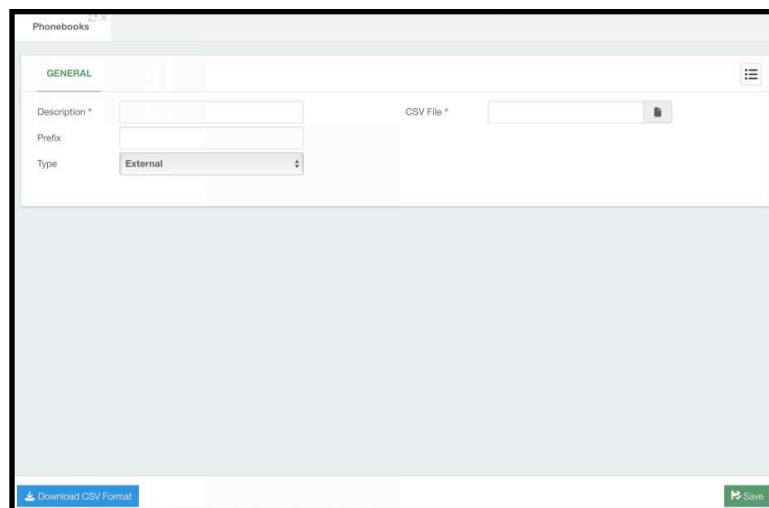 Phonebooks
GENERAL
Description *
CSV File *
Prefix
Type
External
Download CSV Format
Save